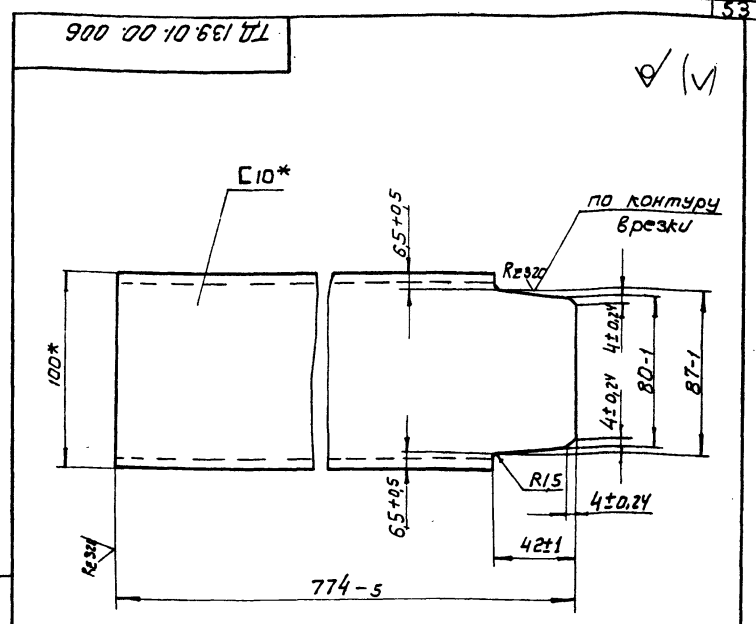 53
ТД 139.01.00.006
(√)
[10*
по контуру
врезки
6,5+0,5
Rz320
100*
4±0,24
80-1
87-1
4±0,24
R15
6,5+0,5
4±0,24
42±1
Rz320
774-5